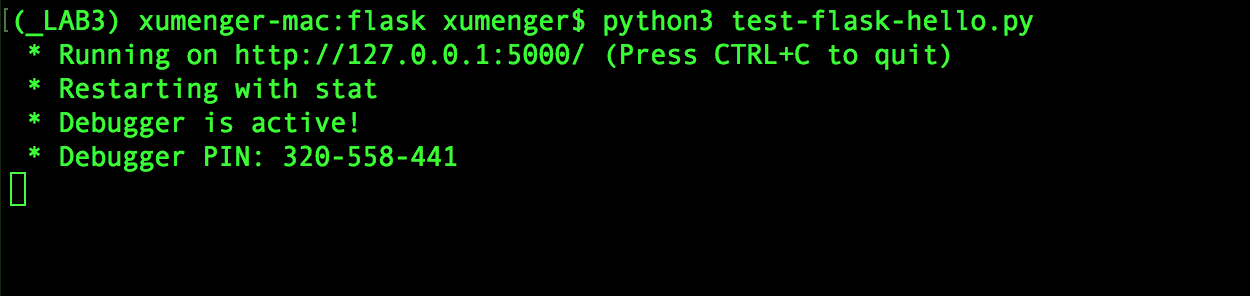 [(_LAB3) xumenger-mac:flask xumenger$ python3 test-flask-hello.py
 * Running on http://127.0.0.1:5000/ (Press CTRL+C to quit)
 * Restarting with stat
 * Debugger is active!
 * Debugger PIN: 320-558-441